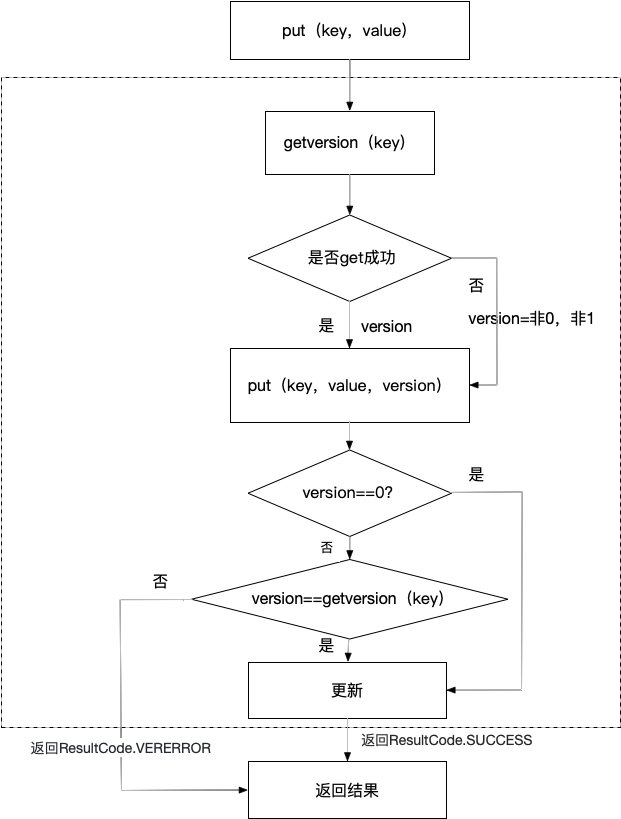 put（key，value）
getversion（key）
是否get成功
否
version=非0，非1
是
version
put（key，value，version）
是
version==0?
否
否
version==getversion（key）
是
更新
返回ResultCode.SUCCESS
返回ResultCode.VERERROR
返回结果